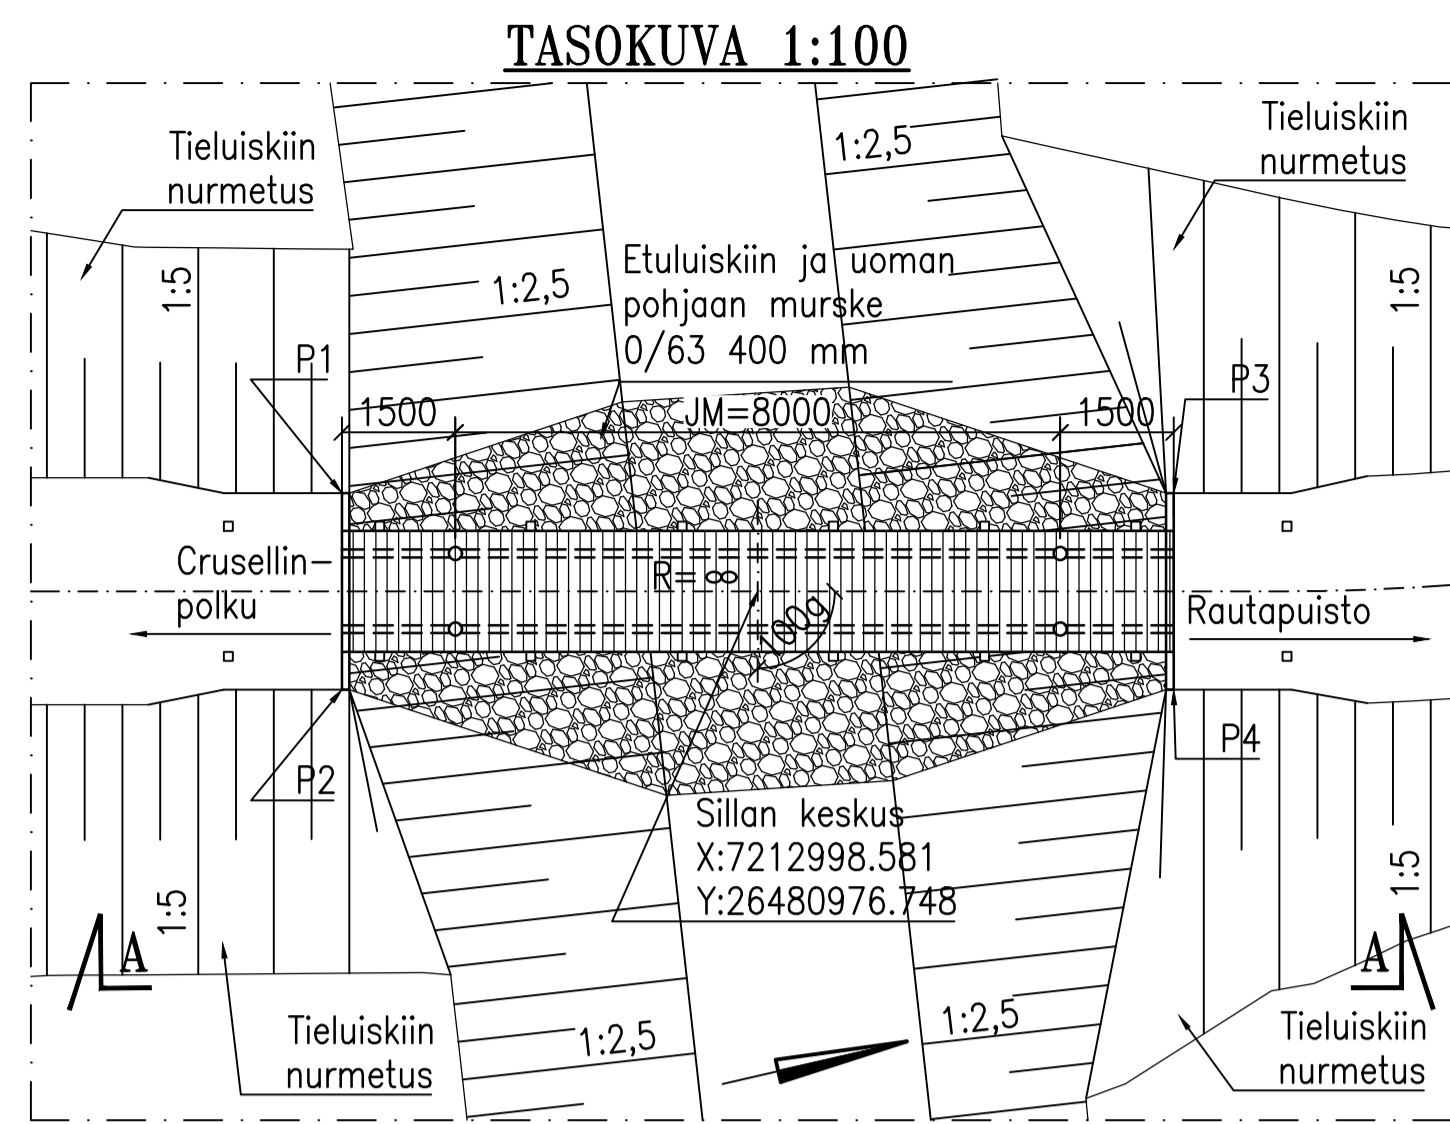 TASOKUVA 1:100
Tieluiskiin
nurmetus
1:2,5
Tieluiskiin
nurmetus
1:5
1:2,5
Etuluiskiin ja uoman
pohjaan murske
0/63 400 mm
1:5
P1
P3
1500
JM=8000
1500
Crusellin-
polku
R= ∞
100g
Rautapuisto
P2
P4
Sillan keskus
X:7212998.581
Y:26480976.748
1:5
1:5
A
A
Tieluiskiin
nurmetus
1:2,5
1:2,5
Tieluiskiin
nurmetus